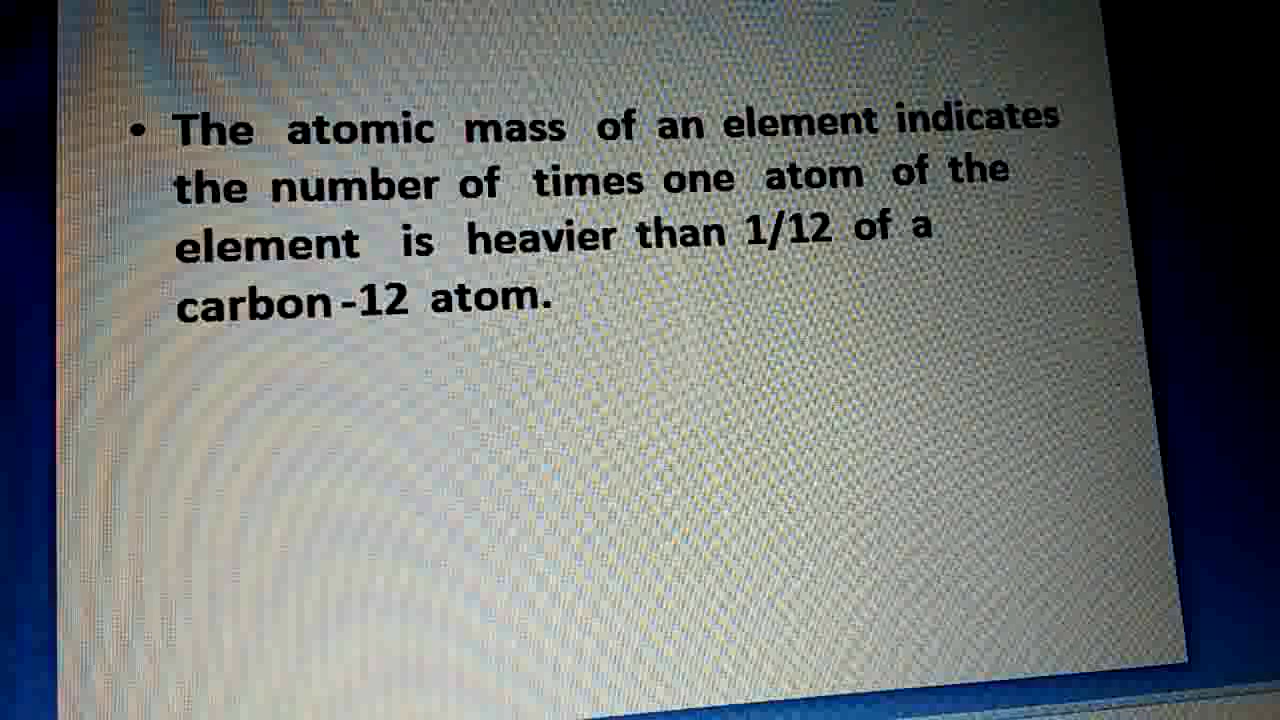 • The atomic mass of an element indicates
the number of times one atom of the
element is heavier than 1/12 of a
carbon-12 atom.